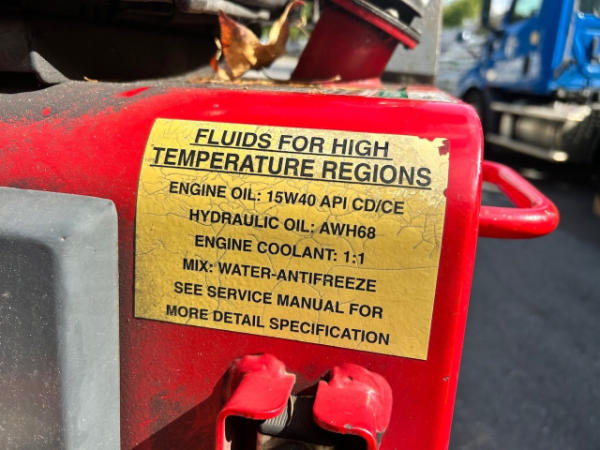 FLUIDS FOR HIGH
TEMPERATURE REGIONS
ENGINE OIL: 15W40 API CD/CE
HYDRAULIC OIL: AWH68
ENGINE COOLANT: 1:1
MIX: WATER-ANTIFREEZE
SEE SERVICE MANUAL FOR
MORE DETAIL SPECIFICATION